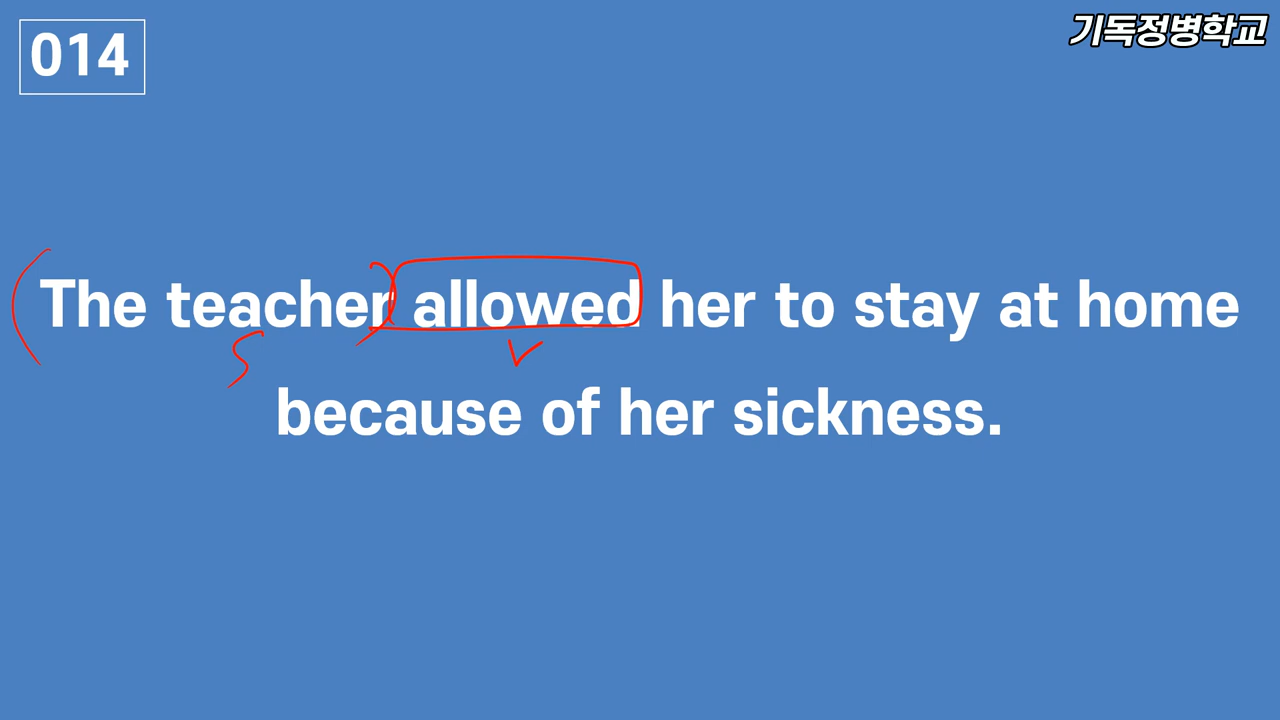 014
기독정병학교
The teacher allowed her to stay at home
S V
because of her sickness.